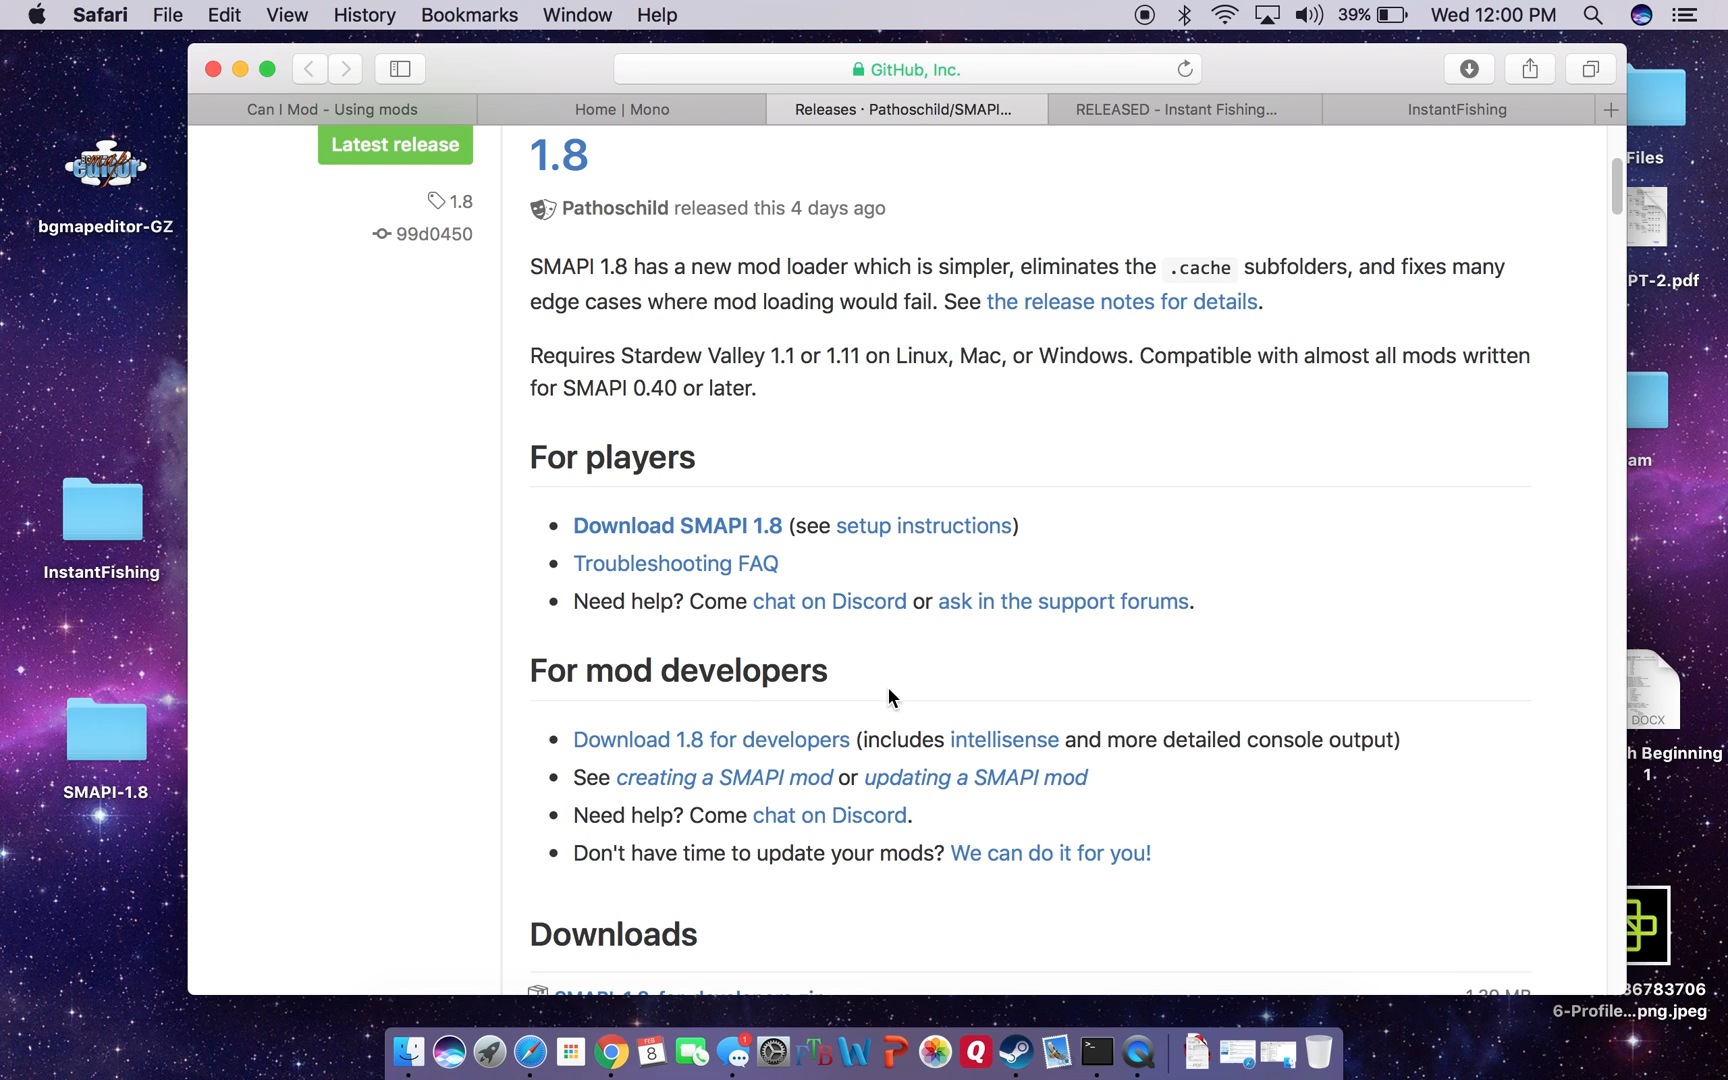 Safari File Edit View History Bookmarks Window Help 39% Wed 12:00 PM
GitHub, Inc.
Can I Mod - Using mods Home | Mono Releases · Pathoschild/SMAPI... RELEASED - Instant Fishing... InstantFishing
Latest release 1.8
1.8
99d0450
Pathoschild released this 4 days ago
SMAPI 1.8 has a new mod loader which is simpler, eliminates the .cache subfolders, and fixes many
edge cases where mod loading would fail. See the release notes for details.
Requires Stardew Valley 1.1 or 1.11 on Linux, Mac, or Windows. Compatible with almost all mods written
for SMAPI 0.40 or later.
For players
Download SMAPI 1.8 (see setup instructions)
Troubleshooting FAQ
Need help? Come chat on Discord or ask in the support forums.
For mod developers
Download 1.8 for developers (includes intellisense and more detailed console output)
See creating a SMAPI mod or updating a SMAPI mod
Need help? Come chat on Discord.
Don't have time to update your mods? We can do it for you!
Downloads
bgmapeditor-GZ
InstantFishing
SMAPI-1.8
Files
PT-2.pdf
am
DOCX
h Beginning
1
36783706
6-Profile...png.jpeg
FEB
8
1
FTB